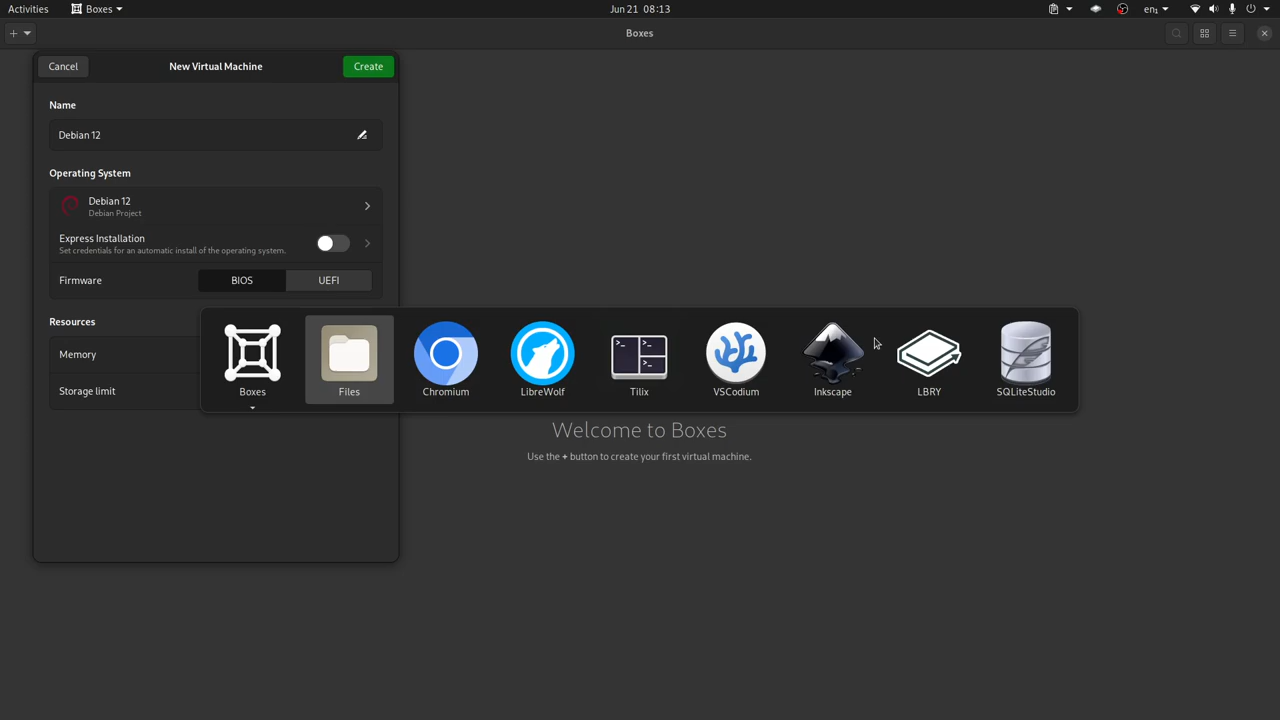 Activities
Boxes
Jun 21 08:13
en₁
Boxes
Cancel
New Virtual Machine
Create
Name
Debian 12
Operating System
Debian 12
Debian Project
Express Installation
Set credentials for an automatic install of the operating system.
Firmware
BIOS
UEFI
Resources
Memory
Storage limit
Boxes
Files
Chromium
LibreWolf
Tilix
VSCodium
Inkscape
LBRY
SQLiteStudio
Welcome to Boxes
Use the + button to create your first virtual machine.